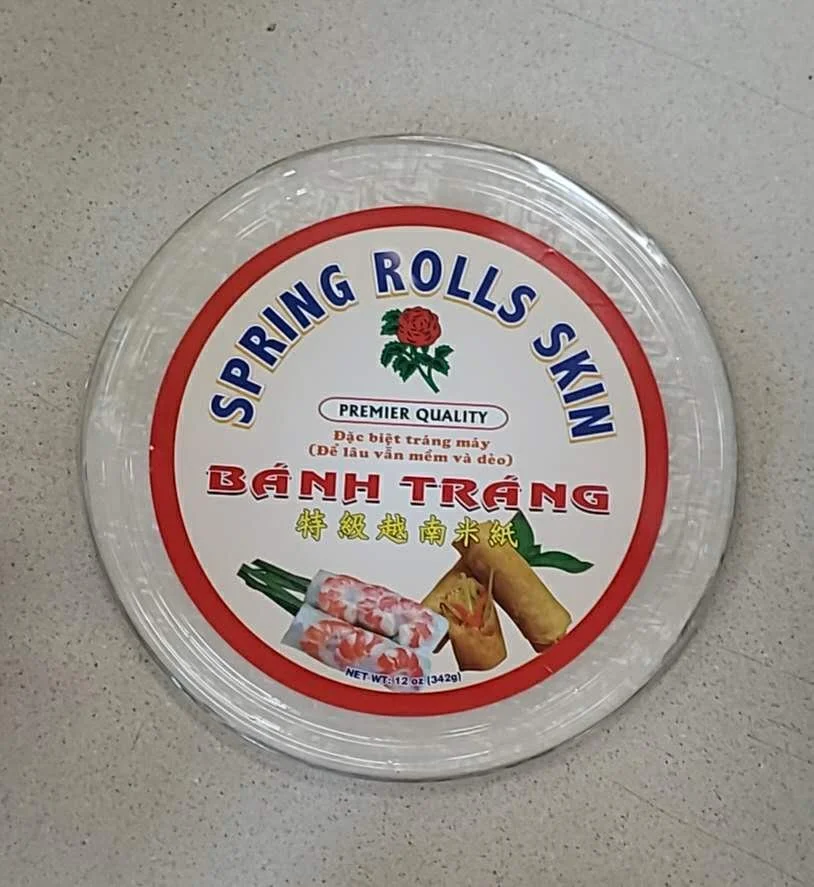 SPRING ROLLS SKIN
PREMIER QUALITY
Đặc biệt tráng máy
(Để lâu vẫn mềm và dẻo)
BÁNH TRÁNG
特級越南米紙
NET WT: 12 oz (342g)